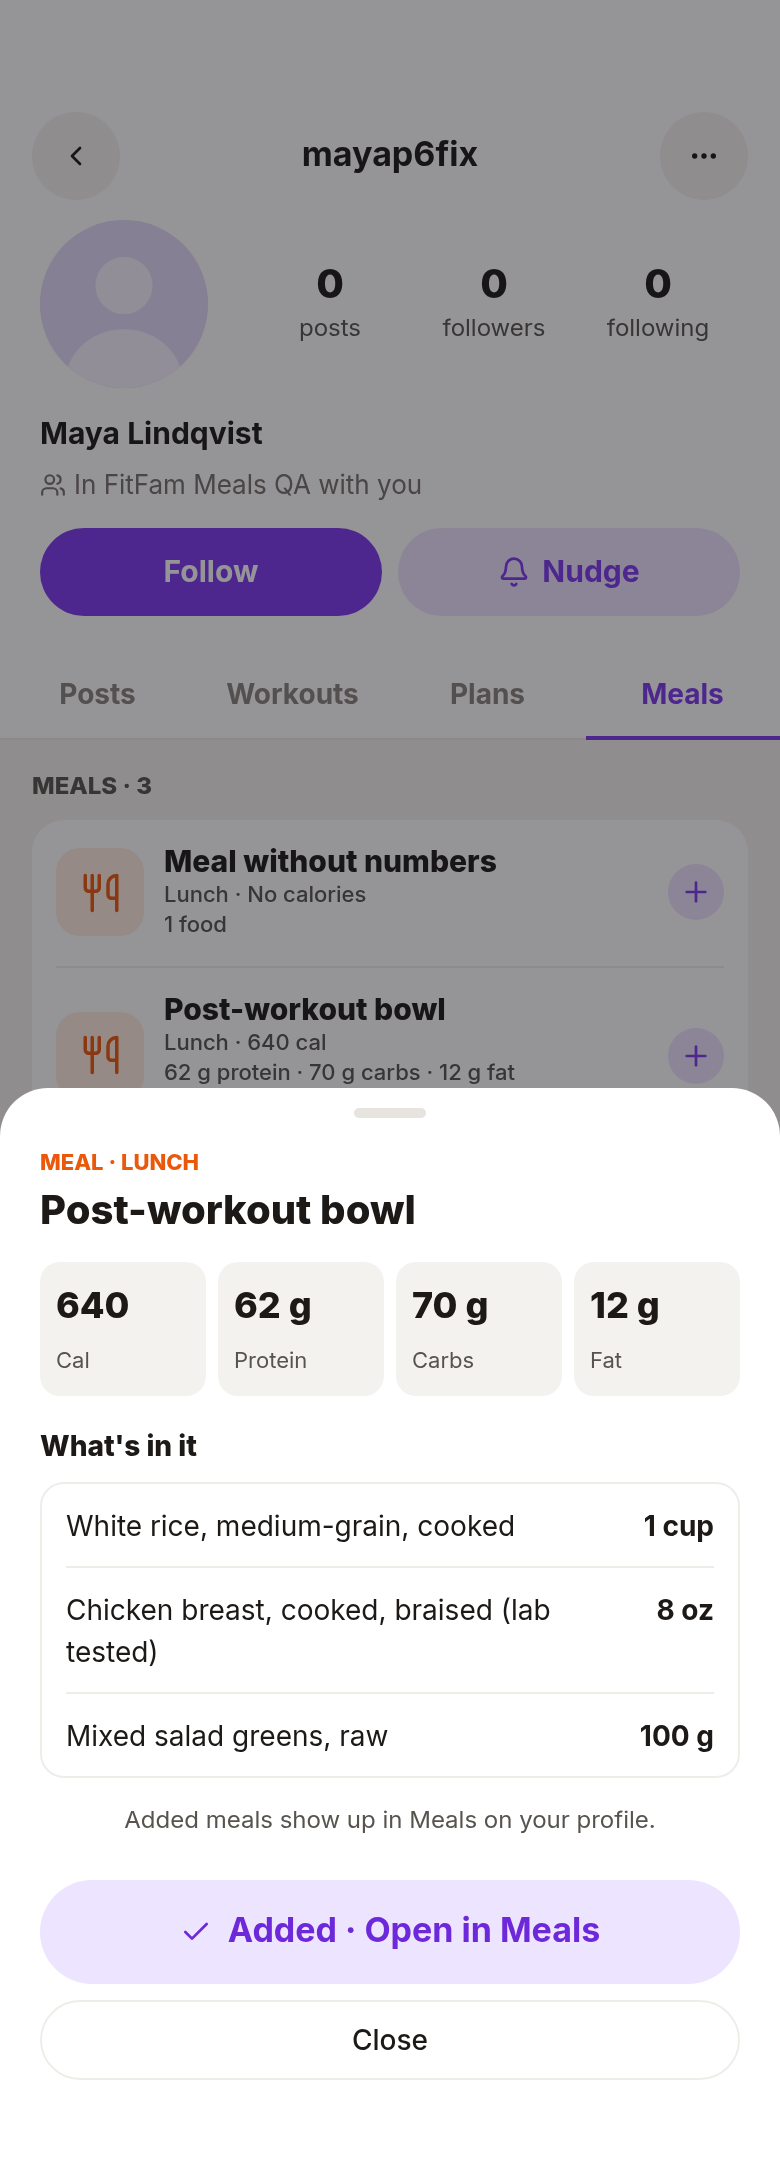 mayap6fix
0 0 0
posts followers following
Maya Lindqvist
In FitFam Meals QA with you
Follow Nudge
Posts Workouts Plans Meals
MEALS · 3
Meal without numbers
Lunch · No calories
1 food
Post-workout bowl
Lunch · 640 cal
62 g protein · 70 g carbs · 12 g fat
MEAL · LUNCH
Post-workout bowl
640 62 g 70 g 12 g
Cal Protein Carbs Fat
What's in it
White rice, medium-grain, cooked 1 cup
Chicken breast, cooked, braised (lab 8 oz
tested)
Mixed salad greens, raw 100 g
Added meals show up in Meals on your profile.
Added · Open in Meals
Close